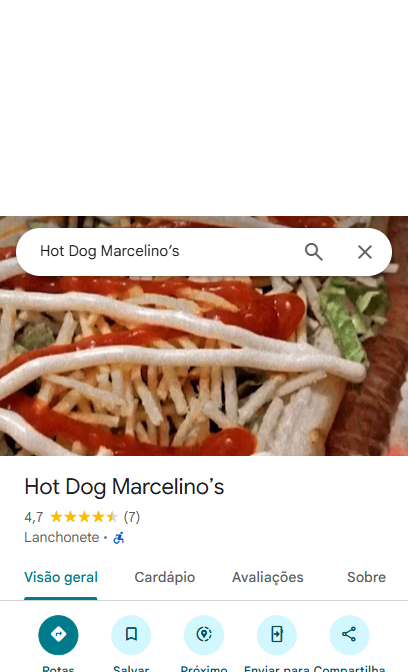 Hot Dog Marcelino's
Hot Dog Marcelino's
4,7 (7)
Lanchonete •
Visão geral Cardápio Avaliações Sobre
Rotas Salvar Próximo Enviar para Compartilha